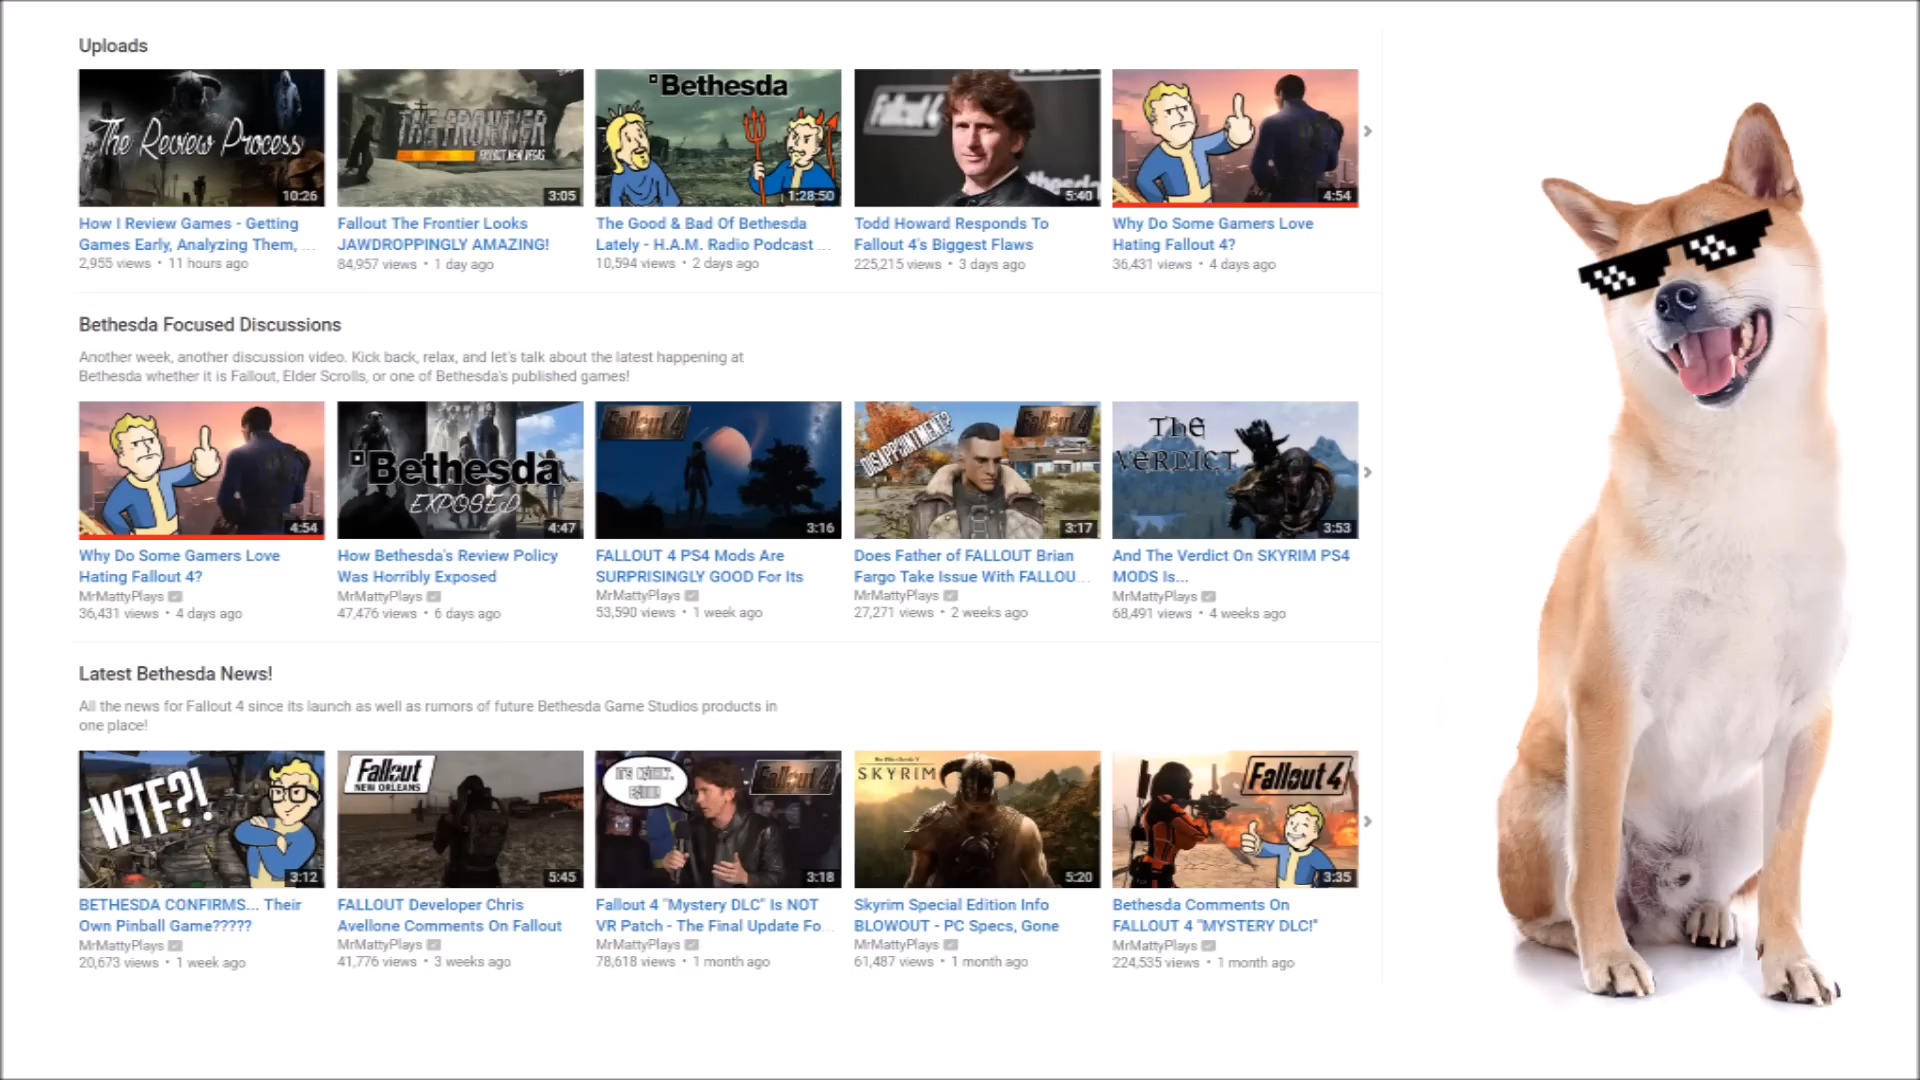 Uploads
The Review Process
10:26
THE FRONTIER
FALLOUT NEW VEGAS
3:05
Bethesda
1:28:50
Fallout 4
5:40
4:54
How I Review Games - Getting
Games Early, Analyzing Them, ...
2,955 views • 11 hours ago
Fallout The Frontier Looks
JAWDROPPINGLY AMAZING!
84,957 views • 1 day ago
The Good & Bad Of Bethesda
Lately - H.A.M. Radio Podcast ...
10,594 views • 2 days ago
Todd Howard Responds To
Fallout 4's Biggest Flaws
225,215 views • 3 days ago
Why Do Some Gamers Love
Hating Fallout 4?
36,431 views • 4 days ago
Bethesda Focused Discussions
Another week, another discussion video. Kick back, relax, and let's talk about the latest happening at
Bethesda whether it is Fallout, Elder Scrolls, or one of Bethesda's published games!
4:54
Bethesda
EXPOSED
4:47
Fallout 4
3:16
DISAPPOINTMENT?
Fallout 4
3:17
THE
VERDICT
3:53
Why Do Some Gamers Love
Hating Fallout 4?
MrMattyPlays
36,431 views • 4 days ago
How Bethesda's Review Policy
Was Horribly Exposed
MrMattyPlays
47,476 views • 6 days ago
FALLOUT 4 PS4 Mods Are
SURPRISINGLY GOOD For Its
MrMattyPlays
53,590 views • 1 week ago
Does Father of FALLOUT Brian
Fargo Take Issue With FALLOU...
MrMattyPlays
27,271 views • 2 weeks ago
And The Verdict On SKYRIM PS4
MODS Is...
MrMattyPlays
68,491 views • 4 weeks ago
Latest Bethesda News!
All the news for Fallout 4 since its launch as well as rumors of future Bethesda Game Studios products in
one place!
WTF?!
3:12
Fallout
NEW ORLEANS
5:45
Fallout 4
3:18
SKYRIM
5:20
Fallout 4
3:35
BETHESDA CONFIRMS... Their
Own Pinball Game?????
MrMattyPlays
20,673 views • 1 week ago
FALLOUT Developer Chris
Avellone Comments On Fallout
MrMattyPlays
41,776 views • 3 weeks ago
Fallout 4 "Mystery DLC" Is NOT
VR Patch - The Final Update Fo...
MrMattyPlays
78,618 views • 1 month ago
Skyrim Special Edition Info
BLOWOUT - PC Specs, Gone
MrMattyPlays
61,487 views • 1 month ago
Bethesda Comments On
FALLOUT 4 "MYSTERY DLC!"
MrMattyPlays
224,535 views • 1 month ago